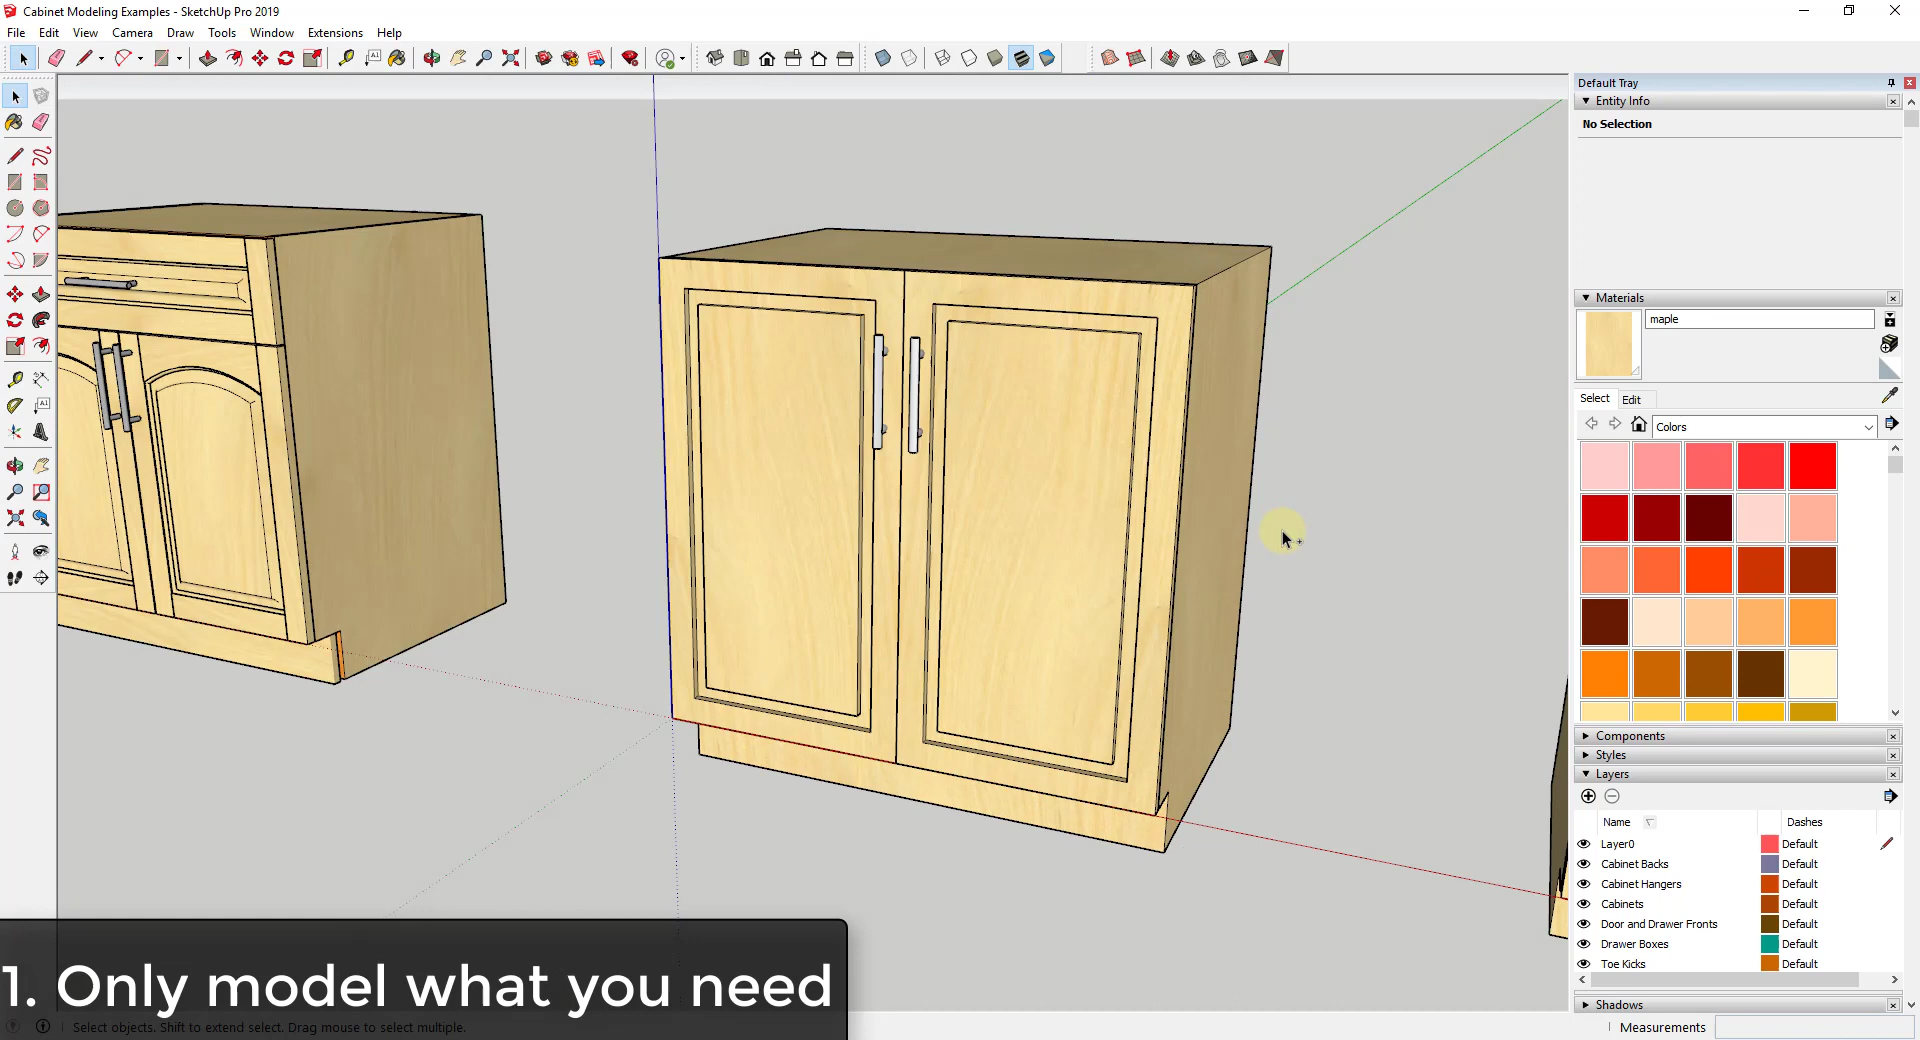 Cabinet Modeling Examples - SketchUp Pro 2019
File Edit View Camera Draw Tools Window Extensions Help
Default Tray
Entity Info
No Selection
Materials
maple
Select Edit
Colors
Components
Styles
Layers
Name Dashes
Layer0 Default
Cabinet Backs Default
Cabinet Hangers Default
Cabinets Default
Door and Drawer Fronts Default
Drawer Boxes Default
Toe Kicks Default
Shadows
1. Only model what you need
Select objects. Shift to extend select. Drag mouse to select multiple.
Measurements